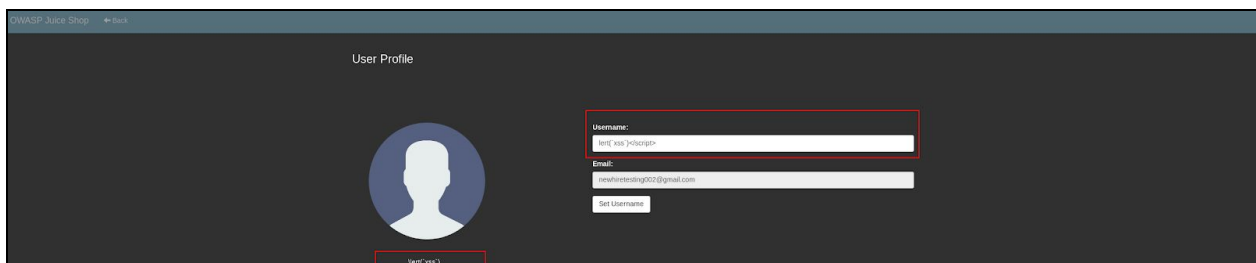 OWASP Juice Shop Back
User Profile
Username:
lert(`xss`)</script>
Email:
newhiretesting002@gmail.com
Set Username
\lert(`xss`)